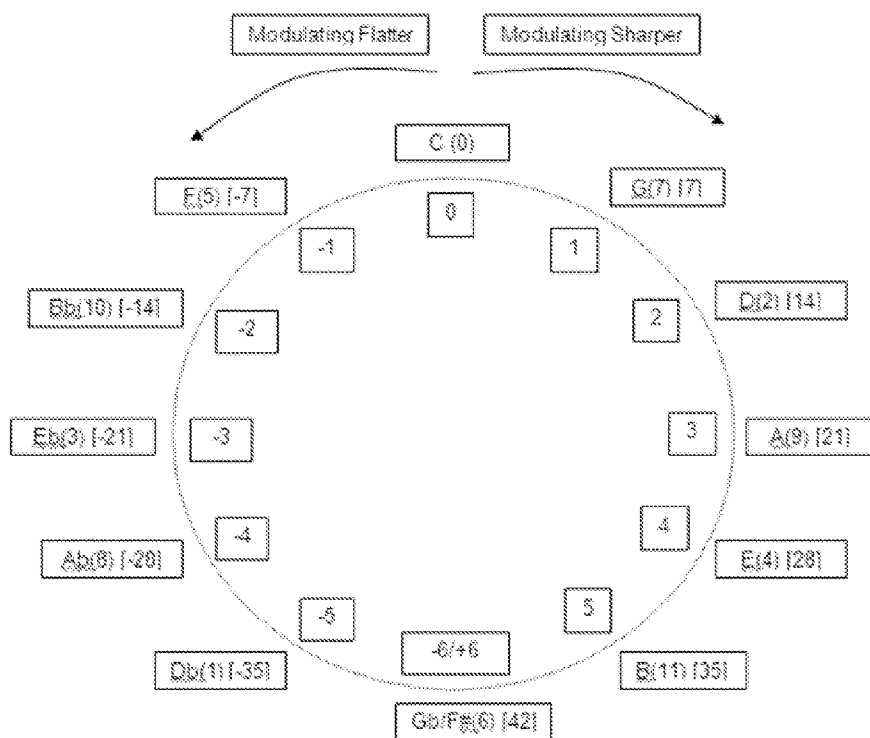 Modulating Flatter
Modulating Sharper
C (0)
F(5) [-7]
G(7) [7]
0
-1
1
Bb(10) [-14]
D(2) [14]
-2
2
Eb(3) [-21]
-3
3
A(9) [21]
-4
4
Ab(8) [-28]
E(4) [28]
-5
5
-6/+6
Db(1) [-35]
B(11) [35]
Gb/F#(6) [42]